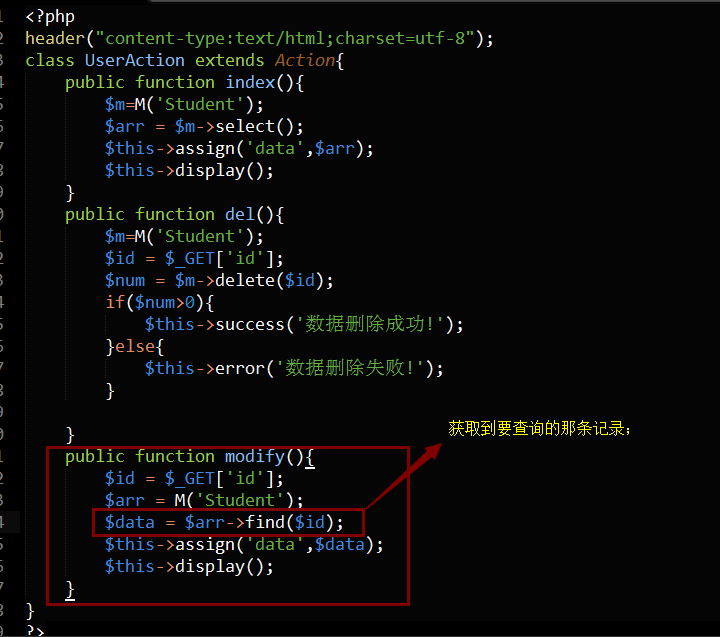 <?php
header("content-type:text/html;charset=utf-8");
class UserAction extends Action{
    public function index(){
        $m=M('Student');
        $arr = $m->select();
        $this->assign('data',$arr);
        $this->display();
    }
    public function del(){
        $m=M('Student');
        $id = $_GET['id'];
        $num = $m->delete($id);
        if($num>0){
            $this->success('数据删除成功!');
        }else{
            $this->error('数据删除失败!');
        }
    }
获取到要查询的那条记录；
    public function modify(){
        $id = $_GET['id'];
        $arr = M('Student');
        $data = $arr->find($id);
        $this->assign('data',$data);
        $this->display();
    }
}
?>